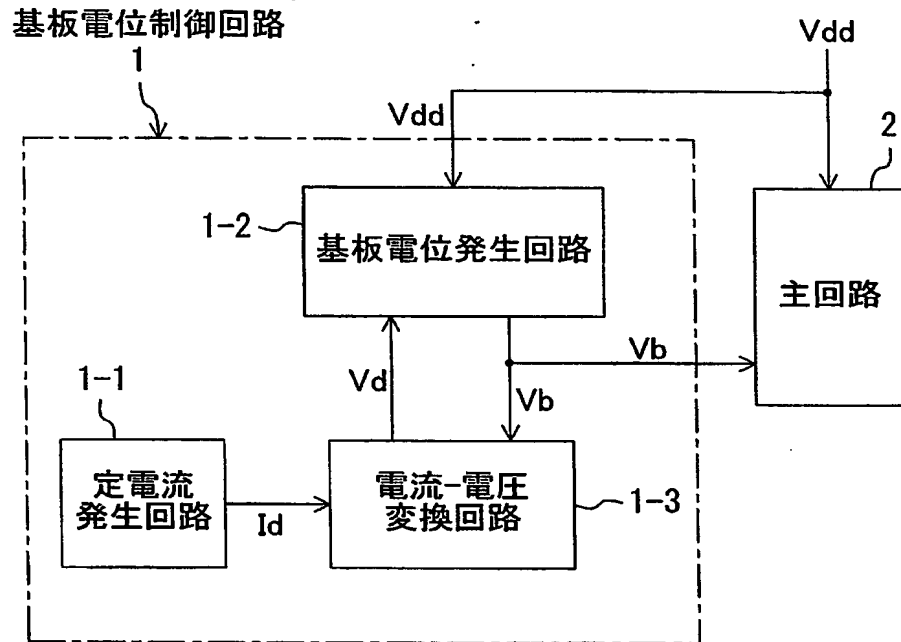 基板電位制御回路
1
Vdd
Vdd
2
1-2
基板電位発生回路
主回路
Vb
1-1
Vd
Vb
定電流
発生回路
Id
電流-電圧
変換回路
1-3